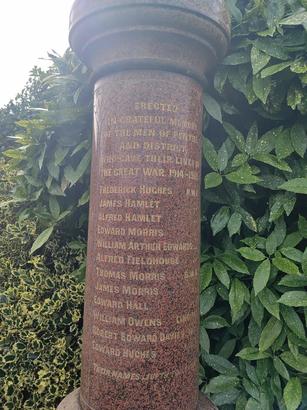 ERECTED
IN GRATEFUL MEMORY
OF THE MEN OF
AND DISTRICT
WHO GAVE THEIR LIVES IN
THE GREAT WAR. 1914-19
FREDERICK HUGHES
JAMES HAMLET
ALFRED HAMLET
EDWARD MORRIS
WILLIAM ARTHUR EDWARDS
ALFRED FIELDHOUSE
THOMAS MORRIS
JAMES MORRIS
EDWARD HALL
WILLIAM OWENS
ROBERT EDWARD DAVIES
EDWARD HUGHES
THEIR NAMES LIVETH